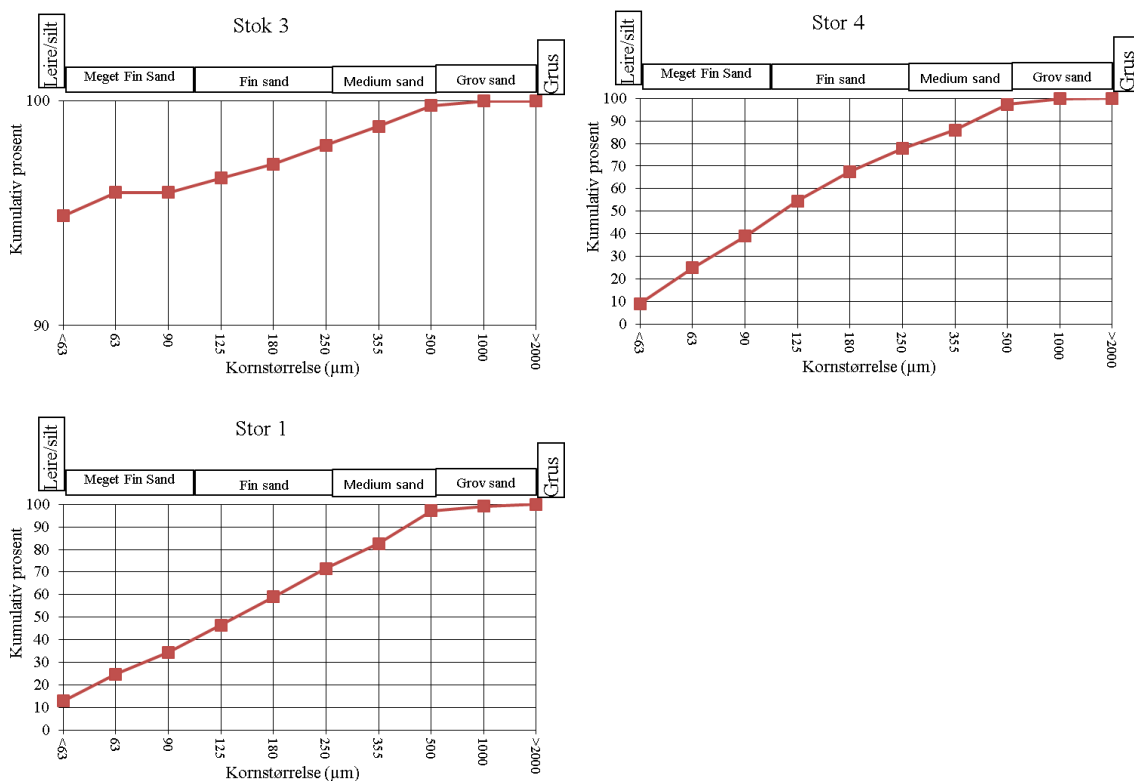 Stok 3
Leire/silt
Meget Fin Sand
Fin sand
Medium sand
Grov sand
Grus
Kumulativ prosent
100
90
<63
63
90
125
180
250
355
500
1000
>2000
Kornstørrelse (µm)
Stor 4
Leire/silt
Meget Fin Sand
Fin sand
Medium sand
Grov sand
Grus
Kumulativ prosent
100
90
80
70
60
50
40
30
20
10
0
<63
63
90
125
180
250
355
500
1000
>2000
Kornstørrelse (µm)
Stor 1
Leire/silt
Meget Fin Sand
Fin sand
Medium sand
Grov sand
Grus
Kumulativ prosent
100
90
80
70
60
50
40
30
20
10
0
<63
63
90
125
180
250
355
500
1000
>2000
Kornstørrelse (µm)